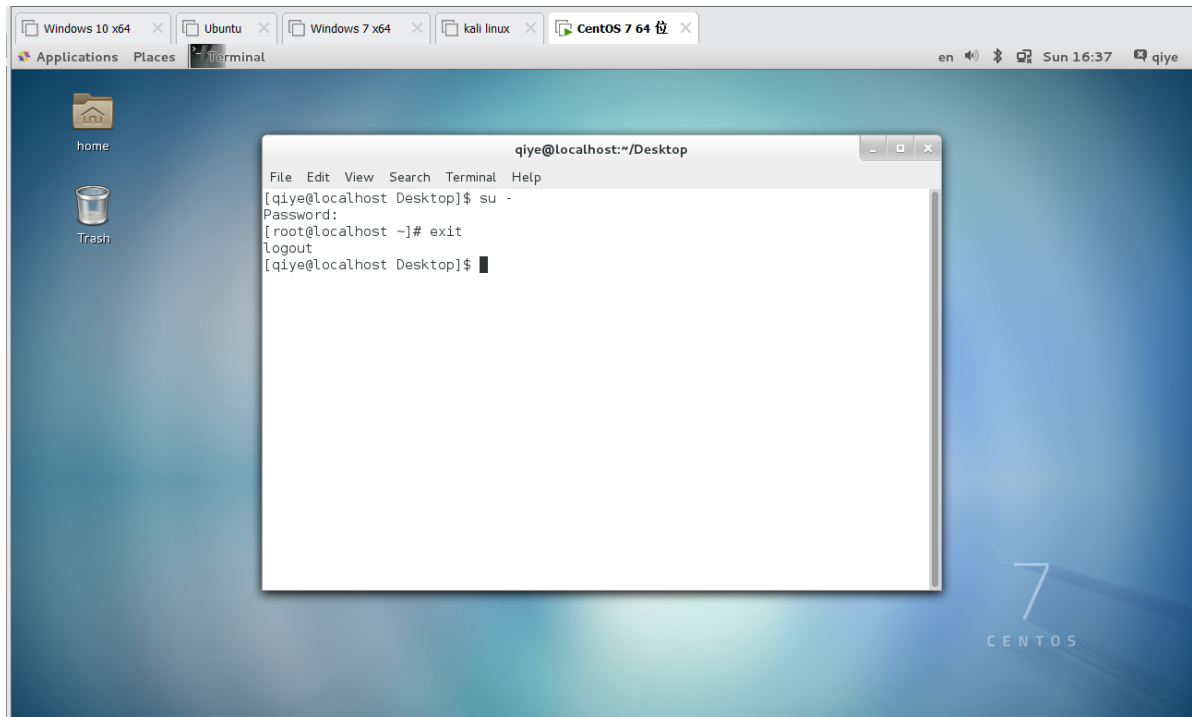 Windows 10 x64 Ubuntu Windows 7 x64 kali linux CentOS 7 64 位
Applications Places Terminal en Sun 16:37 qiye
home
Trash
qiye@localhost:~/Desktop
File Edit View Search Terminal Help
[qiye@localhost Desktop]$ su -
Password:
[root@localhost ~]# exit
logout
[qiye@localhost Desktop]$
7
CENTOS